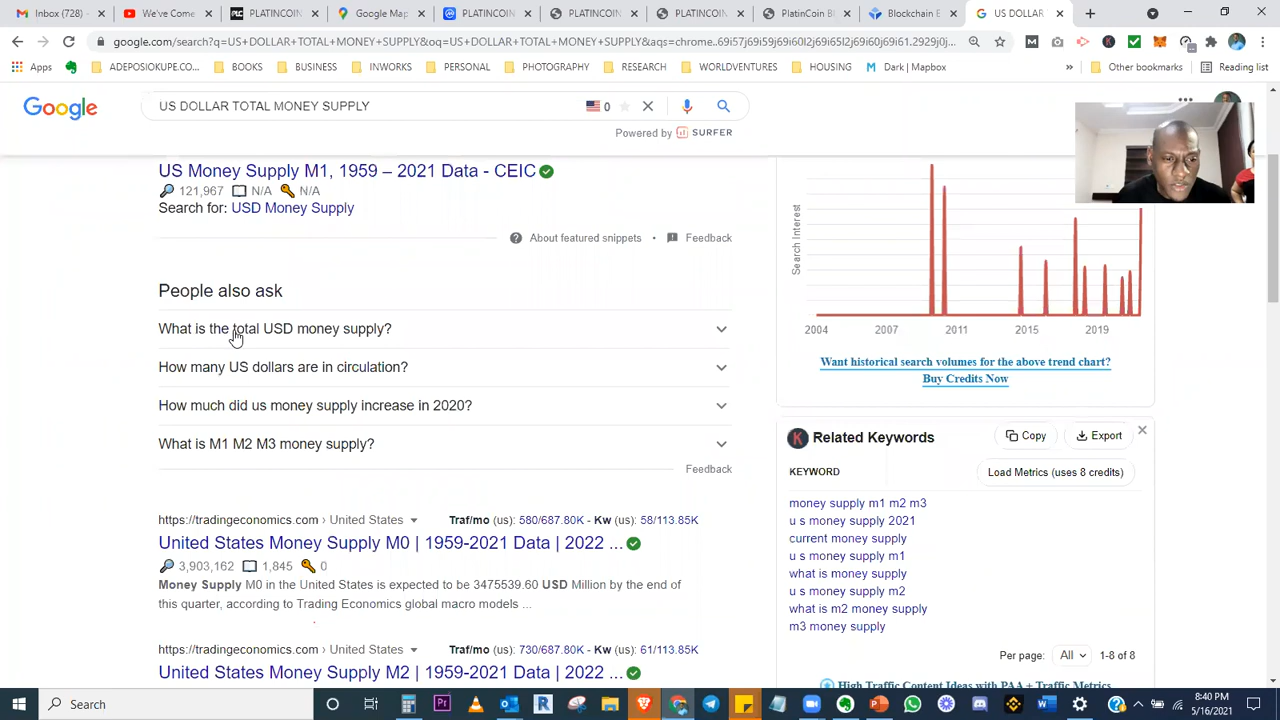 Inbox (728) -
We've Come
PLC PLATINCOIN
Google Map
PLATINCOIN
PLATINCOIN
PLATINCOIN
PlatinCoin
Blockchain E
US DOLLAR
google.com/search?q=US+DOLLAR+TOTAL+MONEY+SUPPLY&oq=US+DOLLAR+TOTAL+MONEY+SUPPLY&aqs=chrome..69i57j69i59j69i60l2j69i65l2j69i60j69i61.2929j0j...
Apps
ADEPOSIOKUPE.CO...
BOOKS
BUSINESS
INWORKS
PERSONAL
PHOTOGRAPHY
RESEARCH
WORLDVENTURES
HOUSING
Dark | Mapbox
»
Other bookmarks
Reading list
Google
US DOLLAR TOTAL MONEY SUPPLY
0
Powered by SURFER
US Money Supply M1, 1959 – 2021 Data - CEIC
121,967 N/A N/A
Search for: USD Money Supply
About featured snippets • Feedback
People also ask
What is the total USD money supply?
How many US dollars are in circulation?
How much did us money supply increase in 2020?
What is M1 M2 M3 money supply?
Feedback
https://tradingeconomics.com › United States Traf/mo (us): 580/687.80K - Kw (us): 58/113.85K
United States Money Supply M0 | 1959-2021 Data | 2022 ...
3,903,162 1,845 0
Money Supply M0 in the United States is expected to be 3475539.60 USD Million by the end of
this quarter, according to Trading Economics global macro models ...
https://tradingeconomics.com › United States Traf/mo (us): 730/687.80K - Kw (us): 61/113.85K
United States Money Supply M2 | 1959-2021 Data | 2022 ...
Search Interest
2004 2007 2011 2015 2019
Want historical search volumes for the above trend chart?
Buy Credits Now
K Related Keywords
Copy
Export
KEYWORD
Load Metrics (uses 8 credits)
money supply m1 m2 m3
u s money supply 2021
current money supply
u s money supply m1
what is money supply
u s money supply m2
what is m2 money supply
m3 money supply
Per page: All 1-8 of 8
High Traffic Content Ideas with PAA + Traffic Metrics
Search
8:40 PM
5/16/2021